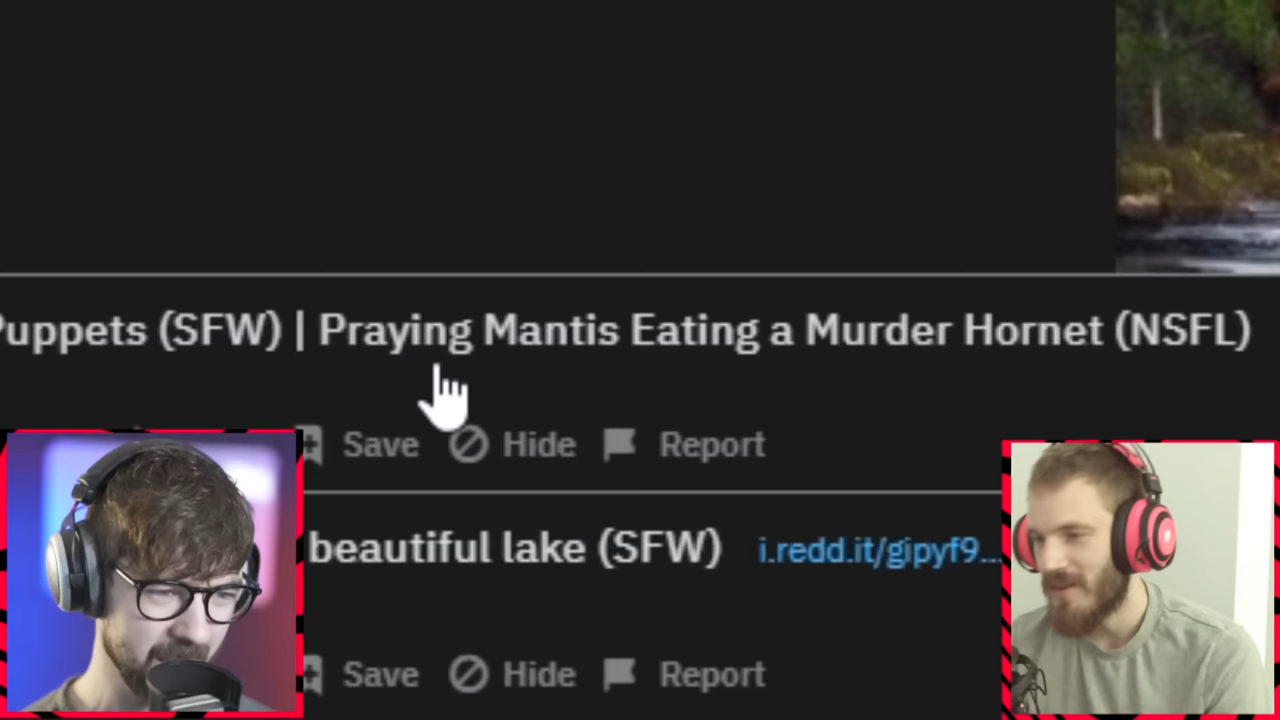 Puppets (SFW) | Praying Mantis Eating a Murder Hornet (NSFL)
Save Hide Report
beautiful lake (SFW) i.redd.it/gipyf9...
Save Hide Report